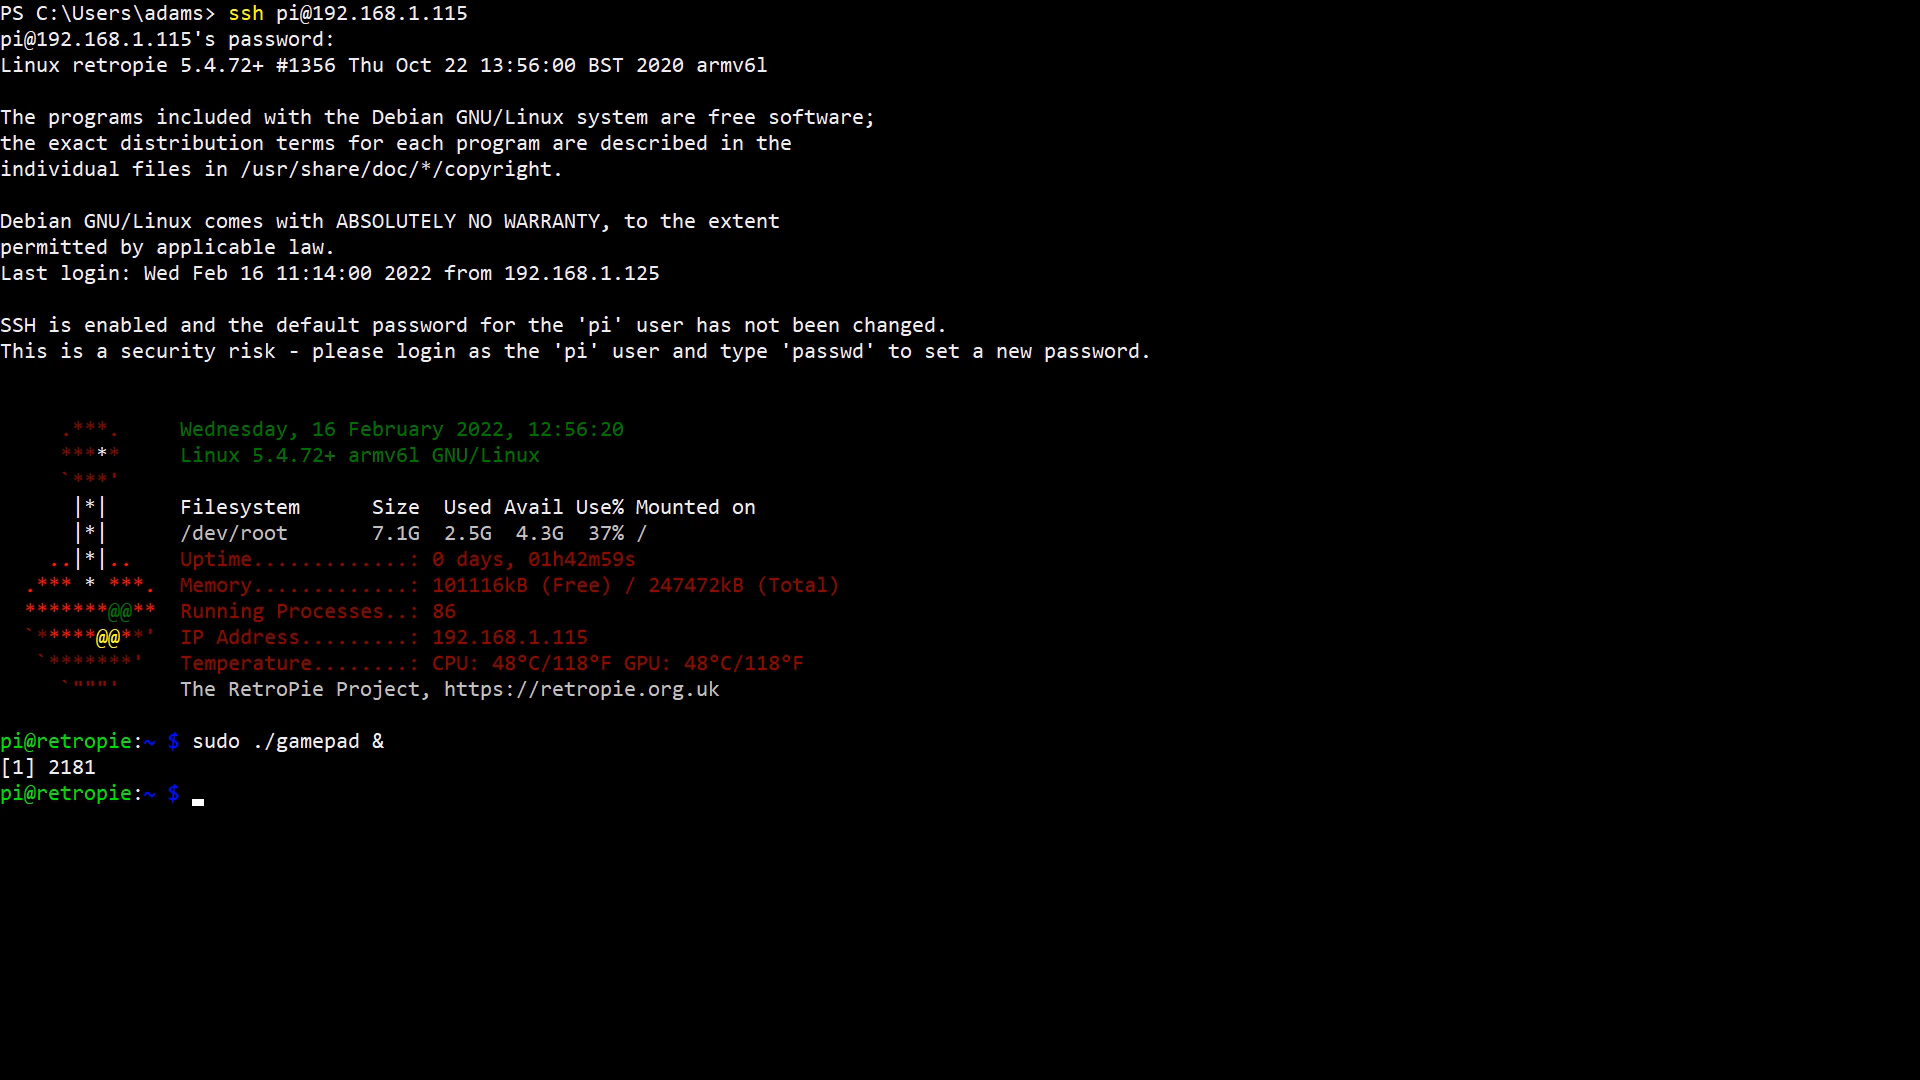 PS C:\Users\adams> ssh pi@192.168.1.115
pi@192.168.1.115's password:
Linux retropie 5.4.72+ #1356 Thu Oct 22 13:56:00 BST 2020 armv6l

The programs included with the Debian GNU/Linux system are free software;
the exact distribution terms for each program are described in the
individual files in /usr/share/doc/*/copyright.

Debian GNU/Linux comes with ABSOLUTELY NO WARRANTY, to the extent
permitted by applicable law.
Last login: Wed Feb 16 11:14:00 2022 from 192.168.1.125

SSH is enabled and the default password for the 'pi' user has not been changed.
This is a security risk - please login as the 'pi' user and type 'passwd' to set a new password.


     .***.     Wednesday, 16 February 2022, 12:56:20
     *****     Linux 5.4.72+ armv6l GNU/Linux
     `***'
      |*|      Filesystem      Size  Used Avail Use% Mounted on
      |*|      /dev/root       7.1G  2.5G  4.3G  37% /
    ..|*|..    Uptime.............: 0 days, 01h42m59s
  .*** * ***.  Memory.............: 101116kB (Free) / 247472kB (Total)
  *******@@**  Running Processes..: 86
  `*****@@**'  IP Address.........: 192.168.1.115
   `*******'   Temperature........: CPU: 48°C/118°F GPU: 48°C/118°F
     `"""'     The RetroPie Project, https://retropie.org.uk

pi@retropie:~ $ sudo ./gamepad &
[1] 2181
pi@retropie:~ $